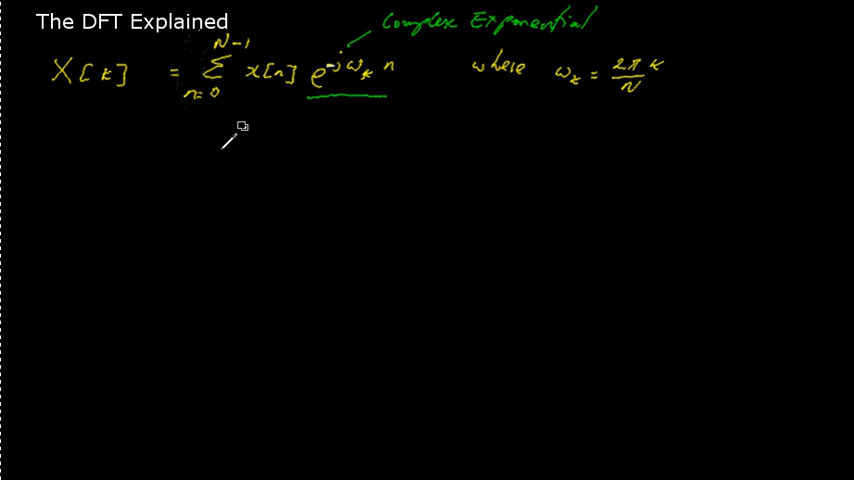 The DFT Explained
Complex Exponential
X[k] = N-1 Σ n=0 x[n] e^-jω_k n where ω_k = 2π k / N